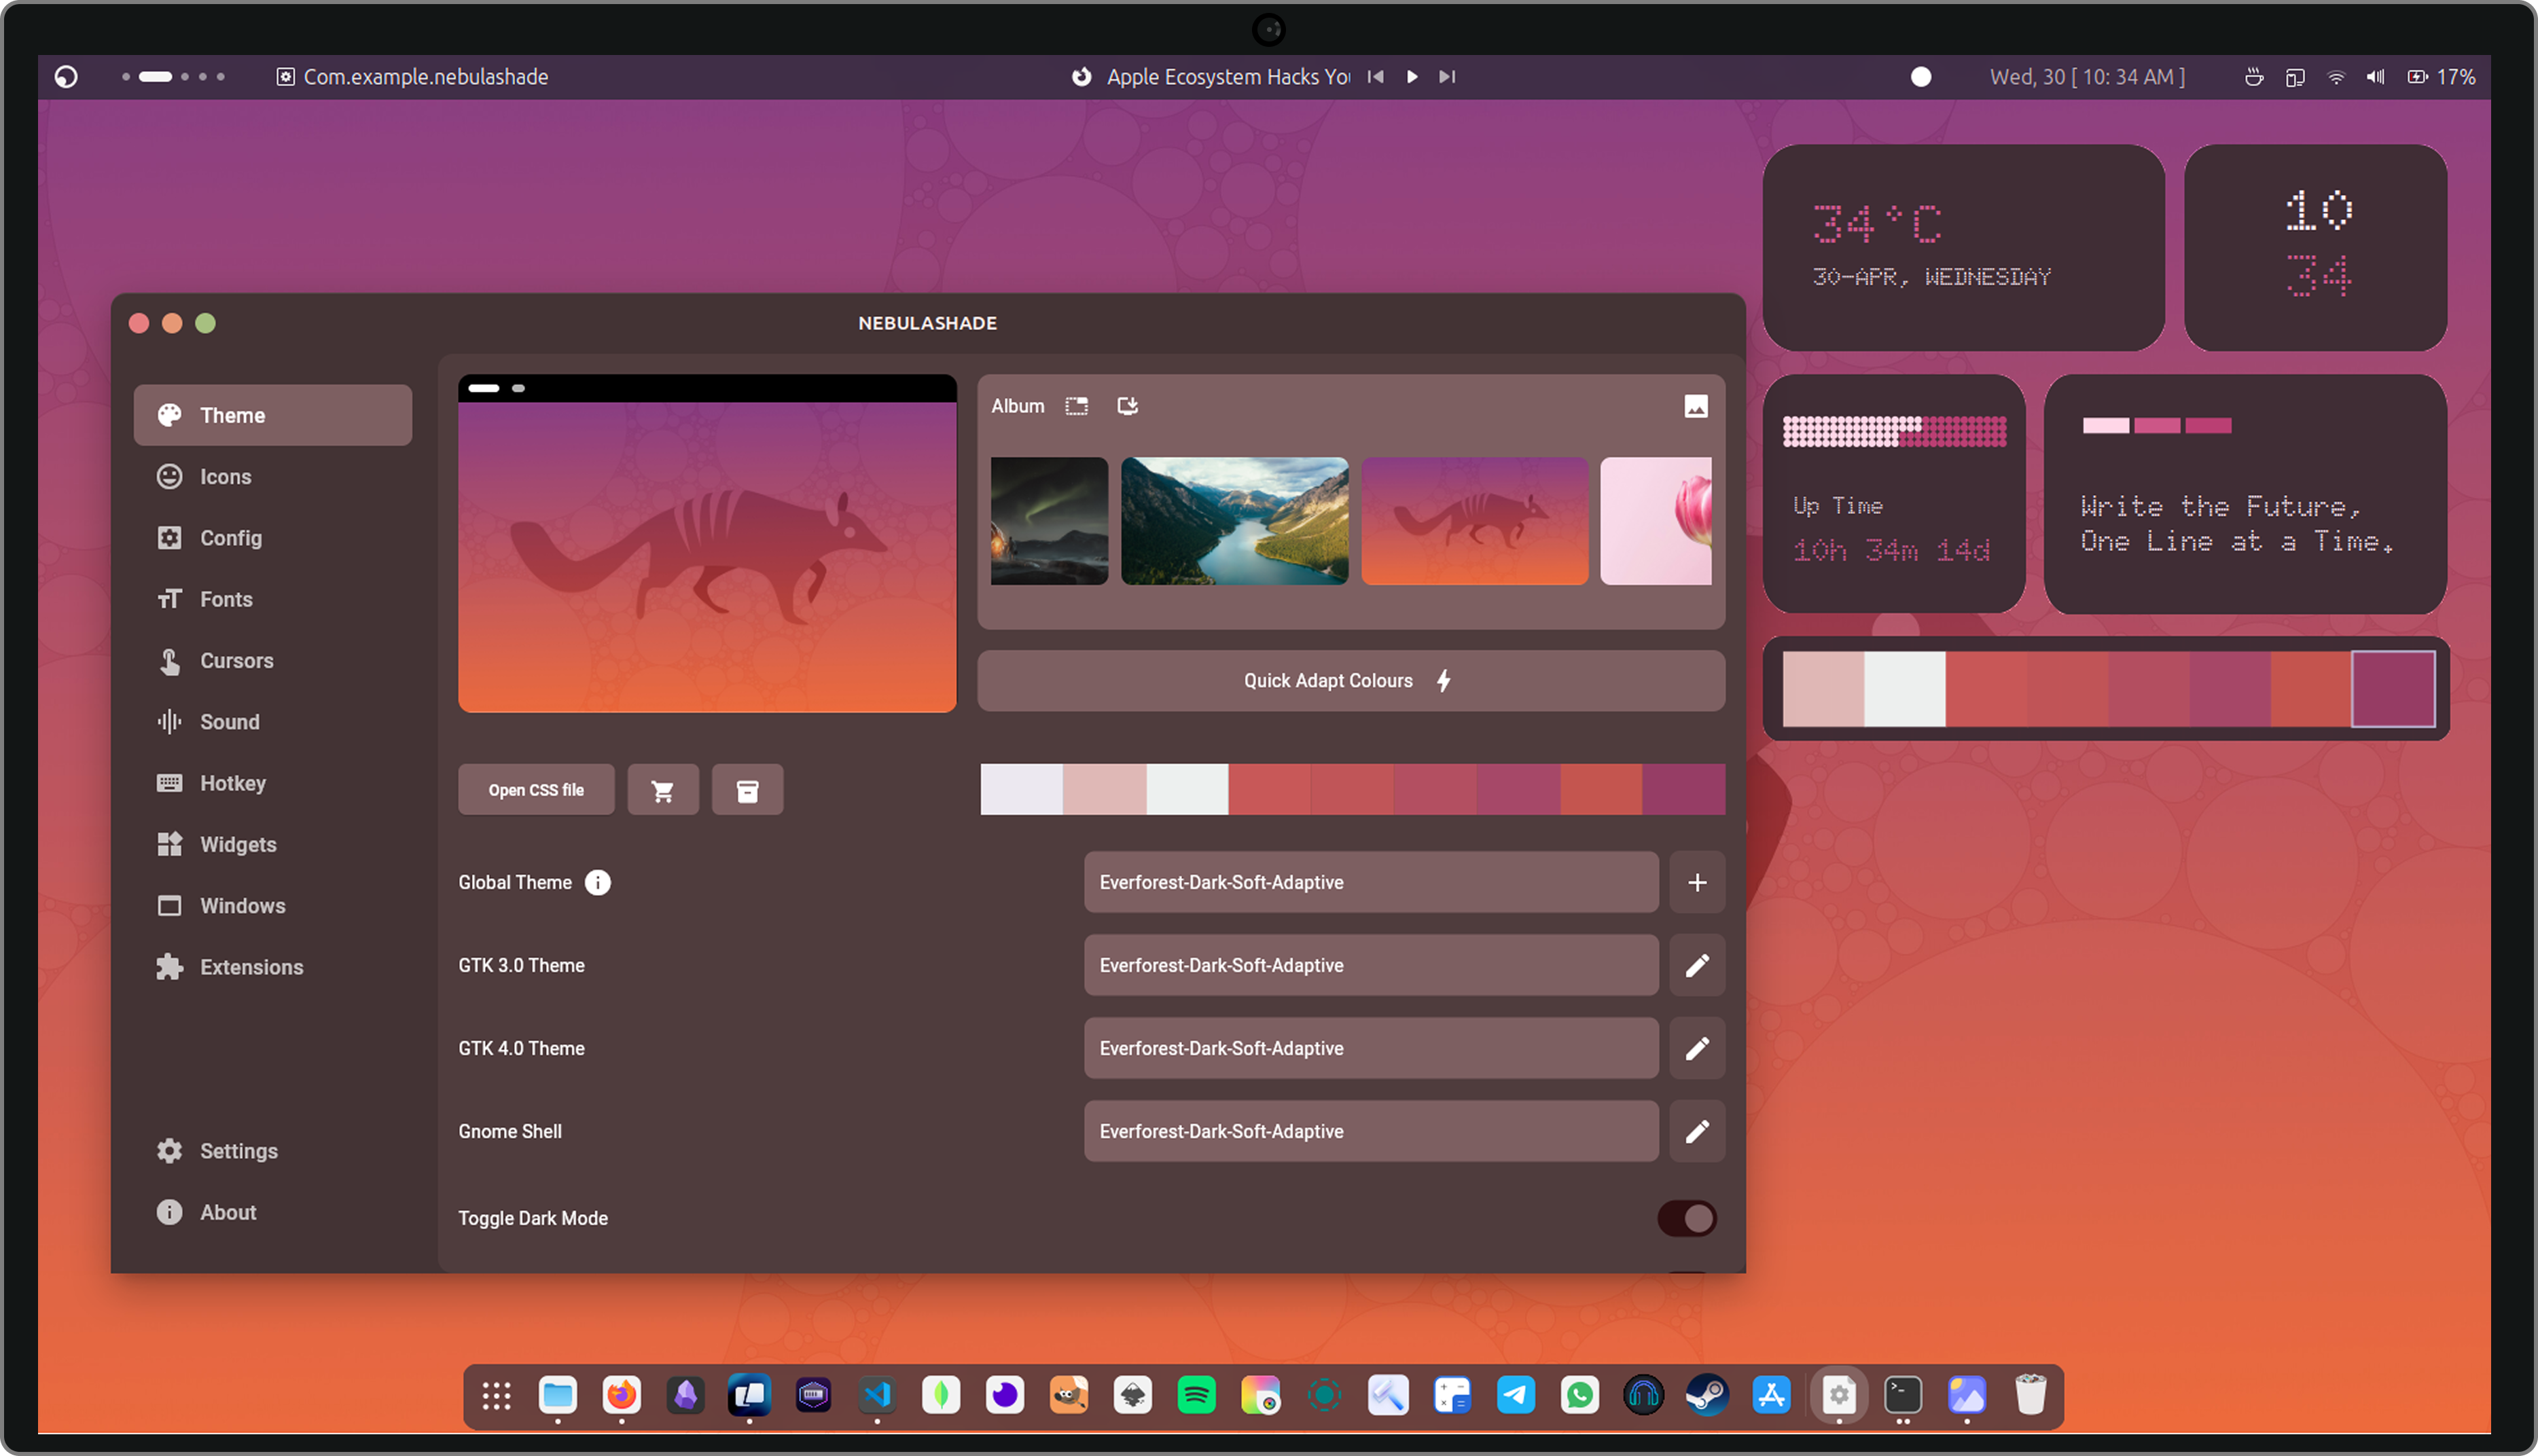 Com.example.nebulashade
Apple Ecosystem Hacks You
Wed, 30 [ 10: 34 AM ]
17%
34°C
30-APR, WEDNESDAY
10
34
Up Time
10h 34m 14d
Write the Future,
One Line at a Time.
NEBULASHADE
Theme
Icons
Config
Fonts
Cursors
Sound
Hotkey
Widgets
Windows
Extensions
Settings
About
Album
Quick Adapt Colours
Open CSS file
Global Theme
Everforest-Dark-Soft-Adaptive
GTK 3.0 Theme
Everforest-Dark-Soft-Adaptive
GTK 4.0 Theme
Everforest-Dark-Soft-Adaptive
Gnome Shell
Everforest-Dark-Soft-Adaptive
Toggle Dark Mode